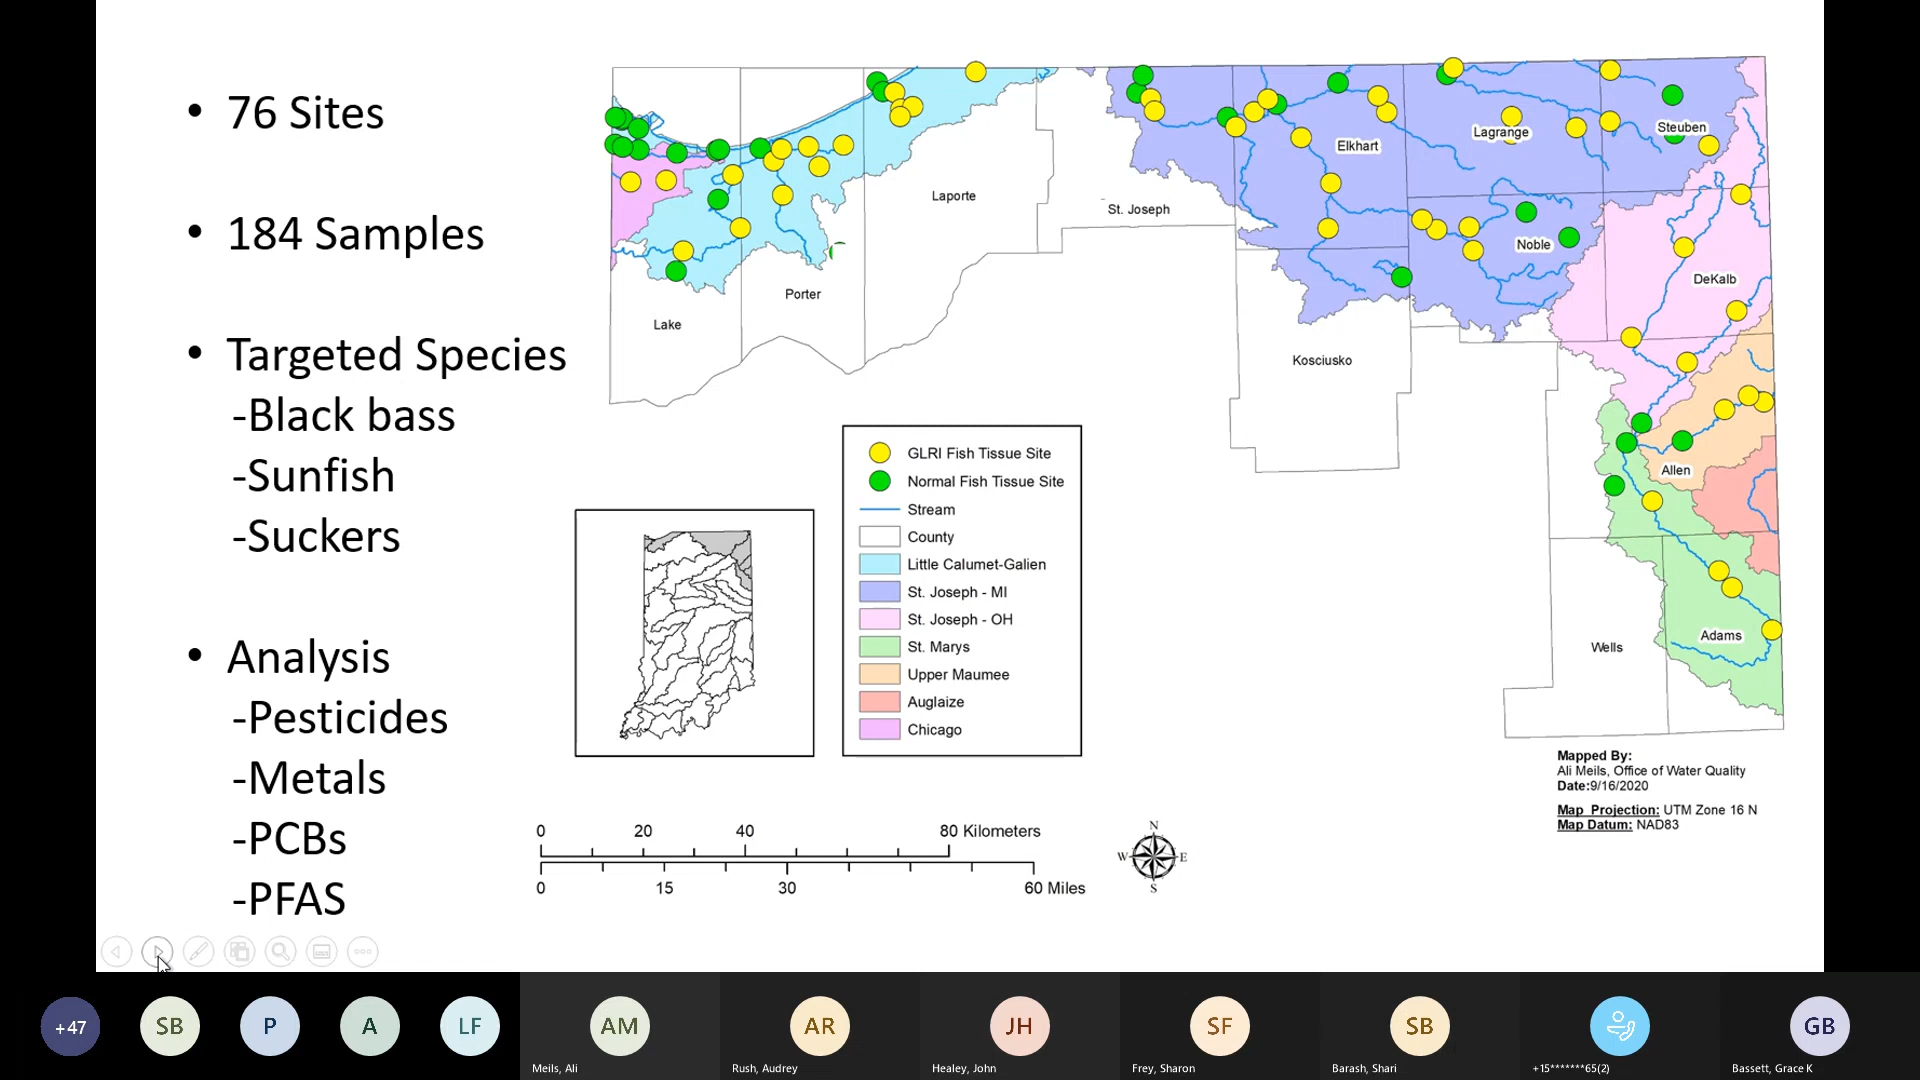 • 76 Sites
• 184 Samples
• Targeted Species
-Black bass
-Sunfish
-Suckers
• Analysis
-Pesticides
-Metals
-PCBs
-PFAS
Lake
Porter
Laporte
St. Joseph
Elkhart
Lagrange
Steuben
Noble
DeKalb
Kosciusko
Allen
Wells
Adams
GLRI Fish Tissue Site
Normal Fish Tissue Site
Stream
County
Little Calumet-Galien
St. Joseph - MI
St. Joseph - OH
St. Marys
Upper Maumee
Auglaize
Chicago
0 20 40 80 Kilometers
0 15 30 60 Miles
N
W E
S
Mapped By:
Ali Meils, Office of Water Quality
Date:9/16/2020
Map Projection: UTM Zone 16 N
Map Datum: NAD83
+47
SB
P
A
LF
AM
Meils, Ali
AR
Rush, Audrey
JH
Healey, John
SF
Frey, Sharon
SB
Barash, Shari
+15*******65(2)
GB
Bassett, Grace K